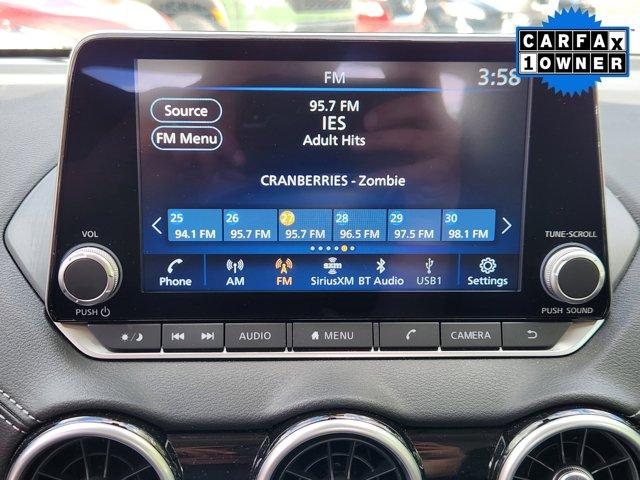 CARFAX
1 OWNER
FM 3:58
Source
FM Menu
95.7 FM
IES
Adult Hits
CRANBERRIES - Zombie
25 26 27 28 29 30
94.1 FM 95.7 FM 95.7 FM 96.5 FM 97.5 FM 98.1 FM
Phone AM FM SiriusXM BT Audio USB1 Settings
VOL
PUSH
TUNE-SCROLL
PUSH SOUND
AUDIO MENU CAMERA